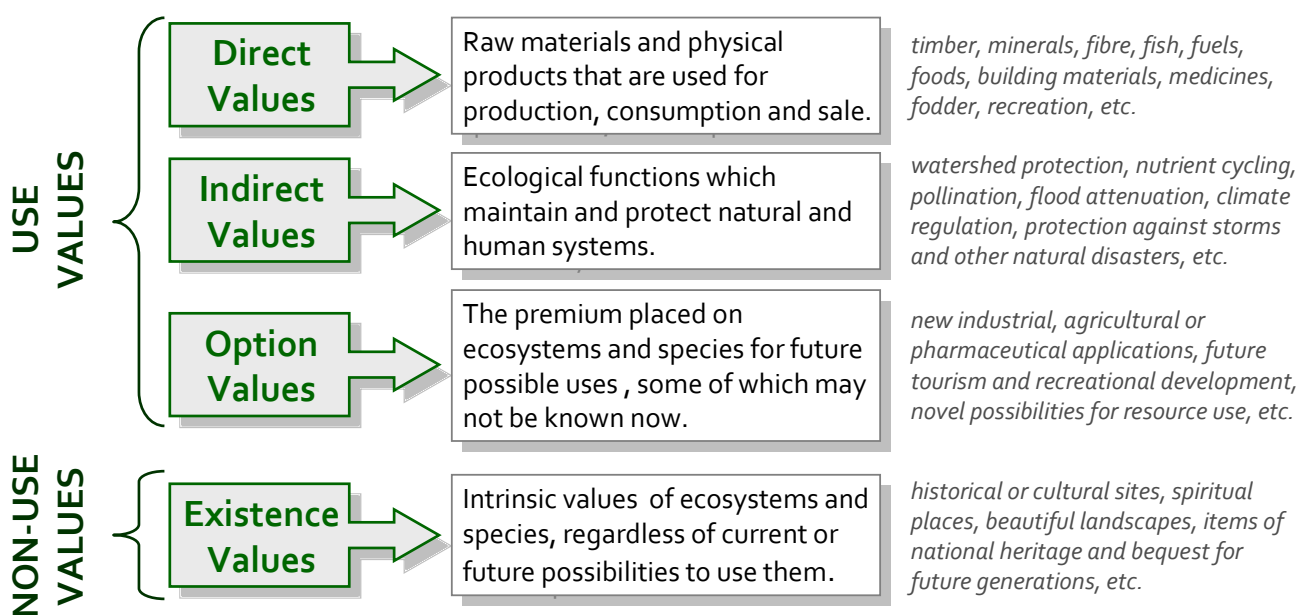 USE
VALUES
Direct
Values
Raw materials and physical
products that are used for
production, consumption and sale.
timber, minerals, fibre, fish, fuels,
foods, building materials, medicines,
fodder, recreation, etc.
Indirect
Values
Ecological functions which
maintain and protect natural and
human systems.
watershed protection, nutrient cycling,
pollination, flood attenuation, climate
regulation, protection against storms
and other natural disasters, etc.
Option
Values
The premium placed on
ecosystems and species for future
possible uses , some of which may
not be known now.
new industrial, agricultural or
pharmaceutical applications, future
tourism and recreational development,
novel possibilities for resource use, etc.
NON-USE
VALUES
Existence
Values
Intrinsic values of ecosystems and
species, regardless of current or
future possibilities to use them.
historical or cultural sites, spiritual
places, beautiful landscapes, items of
national heritage and bequest for
future generations, etc.